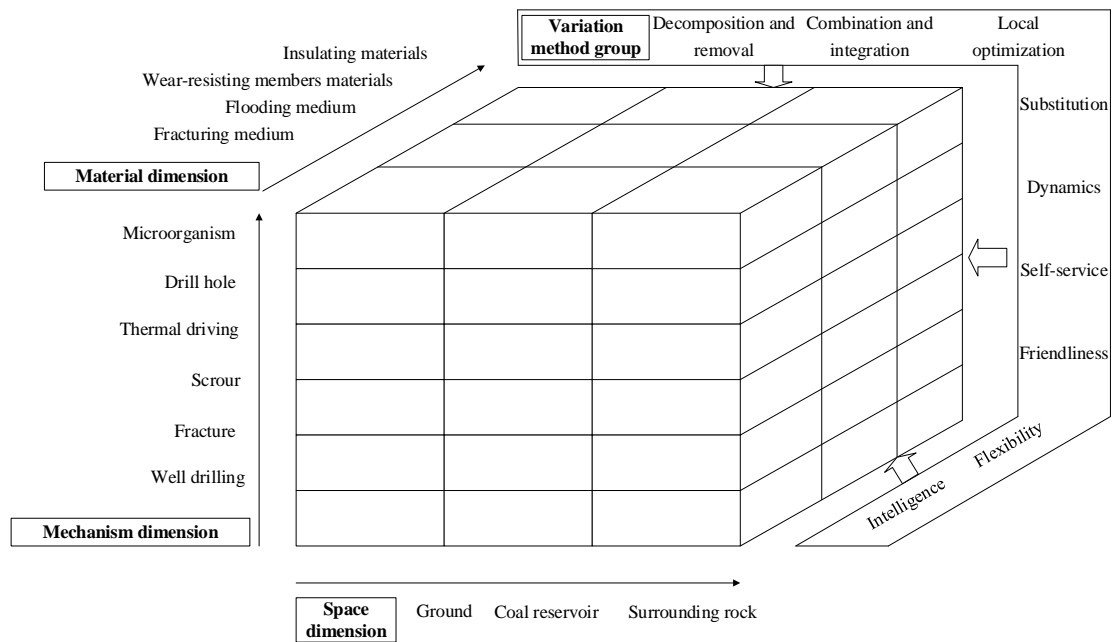 Variation
method group
Decomposition and
removal
Combination and
integration
Local
optimization
Insulating materials
Wear-resisting members materials
Flooding medium
Fracturing medium
Material dimension
Substitution
Dynamics
Self-service
Friendliness
Flexibility
Intelligence
Microorganism
Drill hole
Thermal driving
Scrour
Fracture
Well drilling
Mechanism dimension
Space
dimension
Ground
Coal reservoir
Surrounding rock